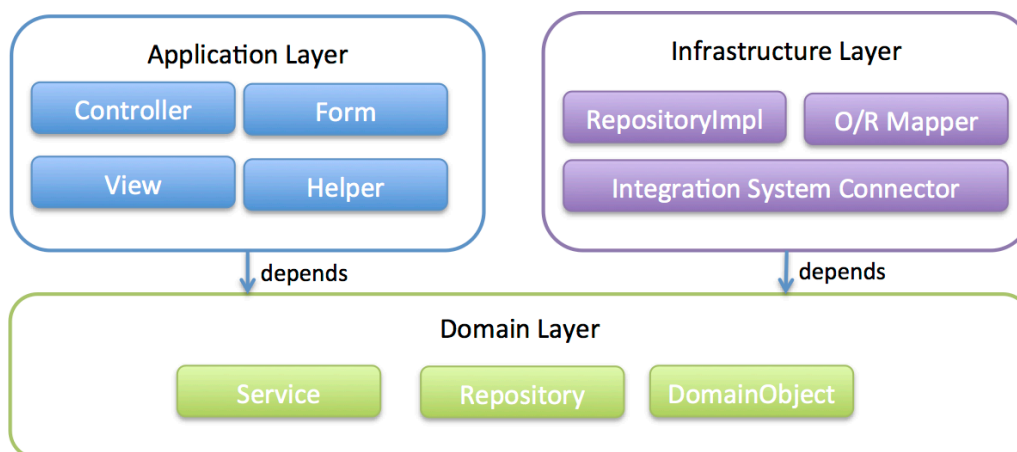 Application Layer
Controller
Form
View
Helper
Infrastructure Layer
RepositoryImpl
O/R Mapper
Integration System Connector
depends
depends
Domain Layer
Service
Repository
DomainObject